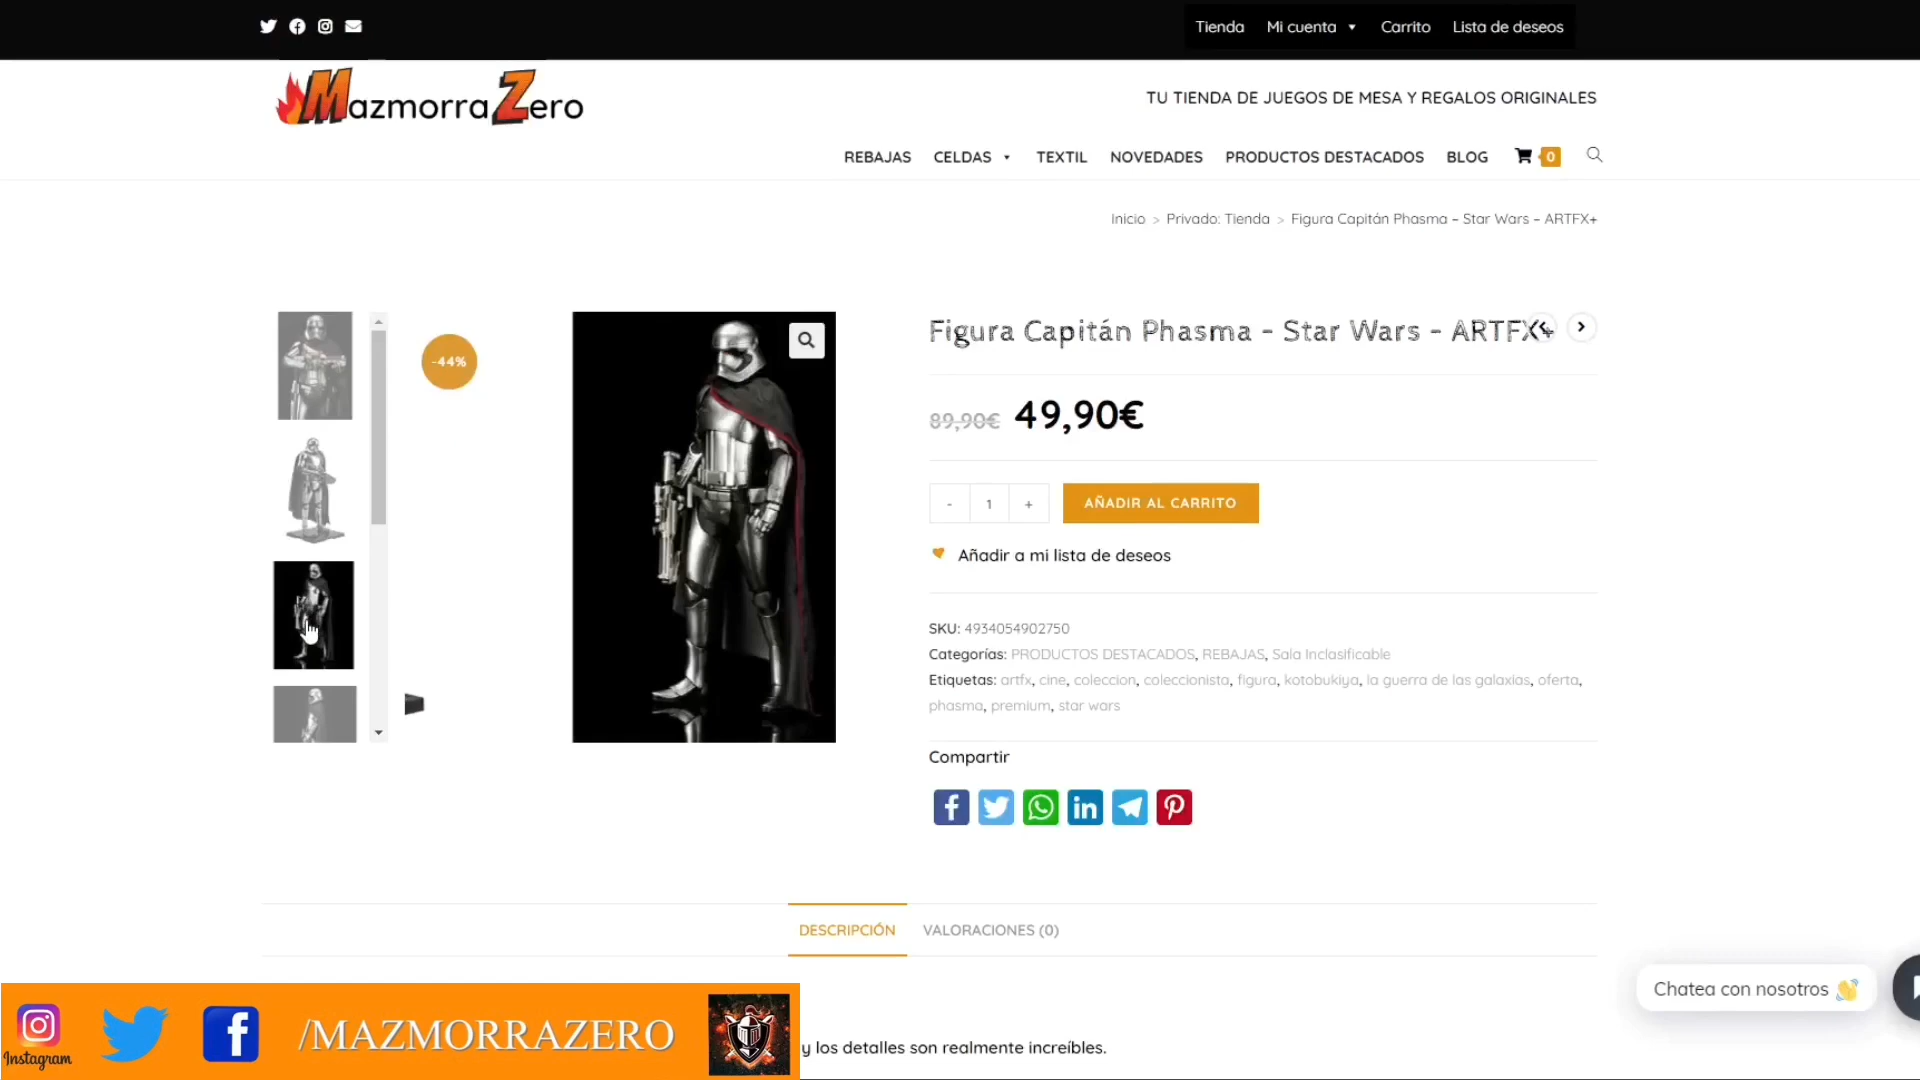 Tienda Mi cuenta Carrito Lista de deseos
MazmorraZero
TU TIENDA DE JUEGOS DE MESA Y REGALOS ORIGINALES
REBAJAS CELDAS TEXTIL NOVEDADES PRODUCTOS DESTACADOS BLOG 0
Inicio > Privado: Tienda > Figura Capitán Phasma – Star Wars – ARTFX+
-44%
Figura Capitán Phasma – Star Wars – ARTFX+
89,90€ 49,90€
- 1 + AÑADIR AL CARRITO
Añadir a mi lista de deseos
SKU: 4934054902750
Categorías: PRODUCTOS DESTACADOS, REBAJAS, Sala Inclasificable
Etiquetas: artfx, cine, coleccion, coleccionista, figura, kotobukiya, la guerra de las galaxias, oferta,
phasma, premium, star wars
Compartir
DESCRIPCIÓN VALORACIONES (0)
Chatea con nosotros 👋
Instagram
/MAZMORRAZERO
y los detalles son realmente increíbles.